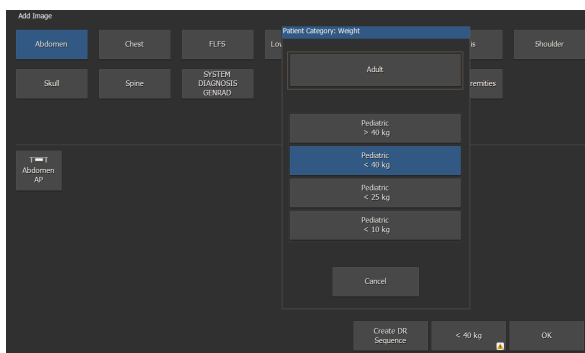 Add Image
Patient Category: Weight
Abdomen
Chest
FLFS
Shoulder
Adult
Skull
Spine
SYSTEM
DIAGNOSIS
GENRAD
remities
Pediatric
> 40 kg
Pediatric
< 40 kg
Pediatric
< 25 kg
Pediatric
< 10 kg
Abdomen
AP
Cancel
Create DR
Sequence
< 40 kg
OK